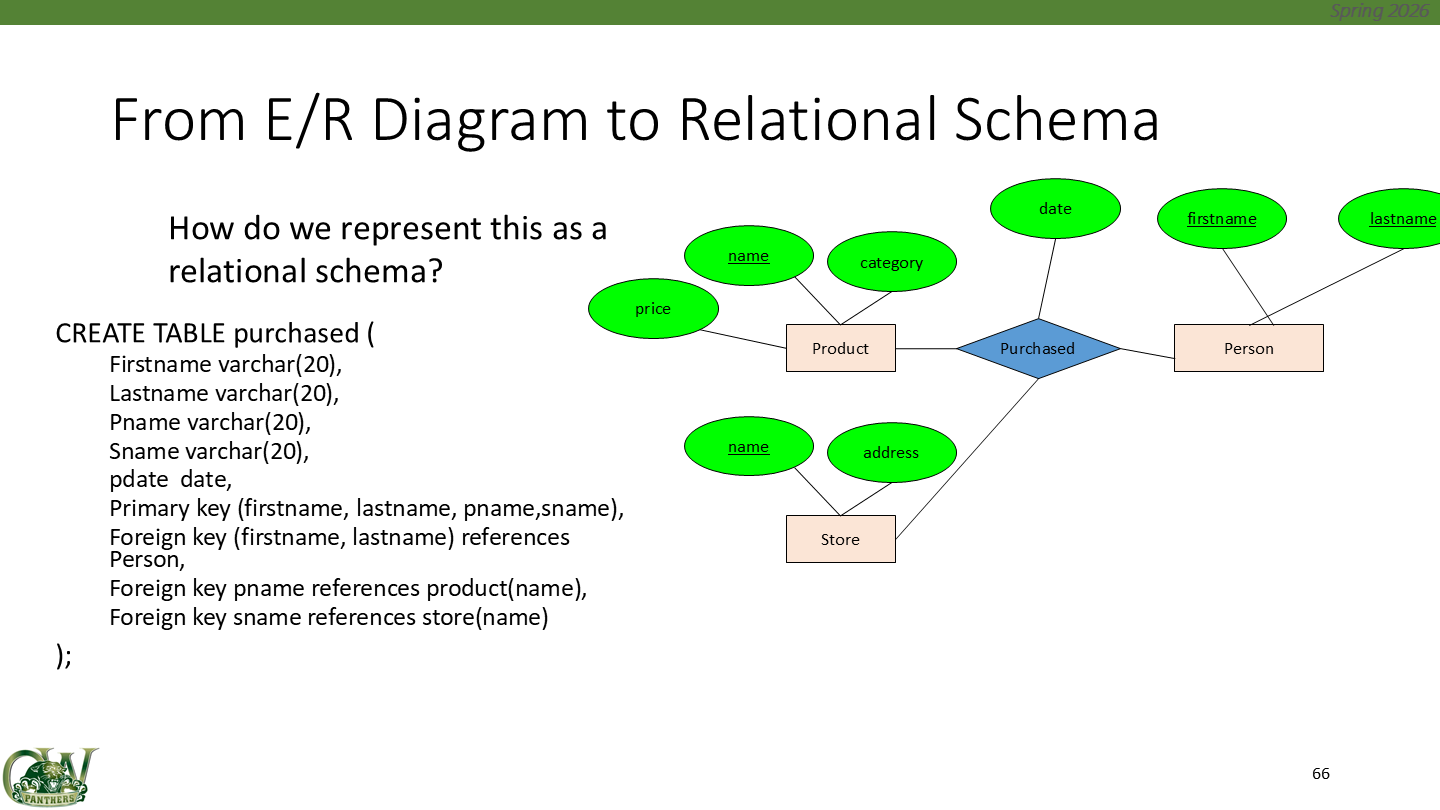 Spring 2026
From E/R Diagram to Relational Schema
How do we represent this as a
relational schema?
CREATE TABLE purchased (
Firstname varchar(20),
Lastname varchar(20),
Pname varchar(20),
Sname varchar(20),
pdate date,
Primary key (firstname, lastname, pname,sname),
Foreign key (firstname, lastname) references
Person,
Foreign key pname references product(name),
Foreign key sname references store(name)
);
date
firstname
lastname
name
category
price
Product
Purchased
Person
name
address
Store
OW
PANTHERS
66